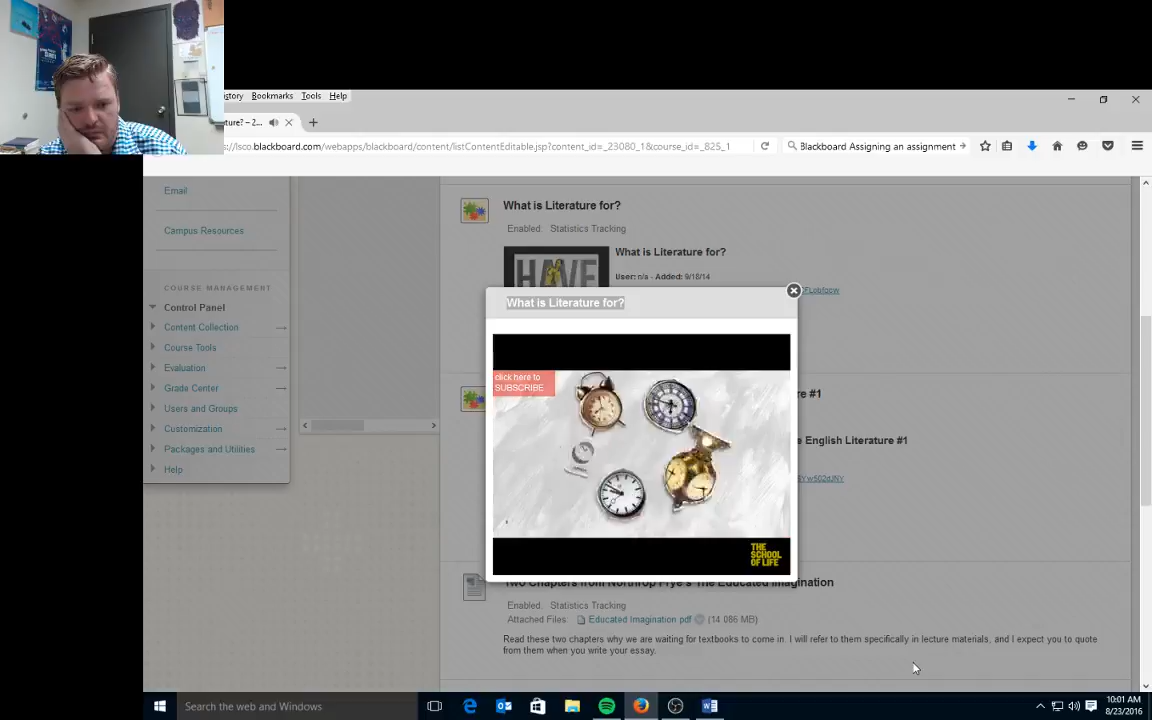 story Bookmarks Tools Help
ture? – 2...
://lsco.blackboard.com/webapps/blackboard/content/listContentEditable.jsp?content_id=_23080_1&course_id=_825_1
Blackboard Assigning an assignment
Email
Campus Resources
COURSE MANAGEMENT
Control Panel
Content Collection
Course Tools
Evaluation
Grade Center
Users and Groups
Customization
Packages and Utilities
Help
What is Literature for?
Enabled: Statistics Tracking
HAVE
What is Literature for?
User: n/a - Added: 9/18/14
What is Literature for?
click here to
SUBSCRIBE
THE
SCHOOL
OF LIFE
re #1
e English Literature #1
Two Chapters from Northrop Frye's The Educated Imagination
Enabled: Statistics Tracking
Attached Files: Educated Imagination.pdf (14.086 MB)
Read these two chapters why we are waiting for textbooks to come in. I will refer to them specifically in lecture materials, and I expect you to quote
from them when you write your essay.
Search the web and Windows
10:01 AM
8/23/2016